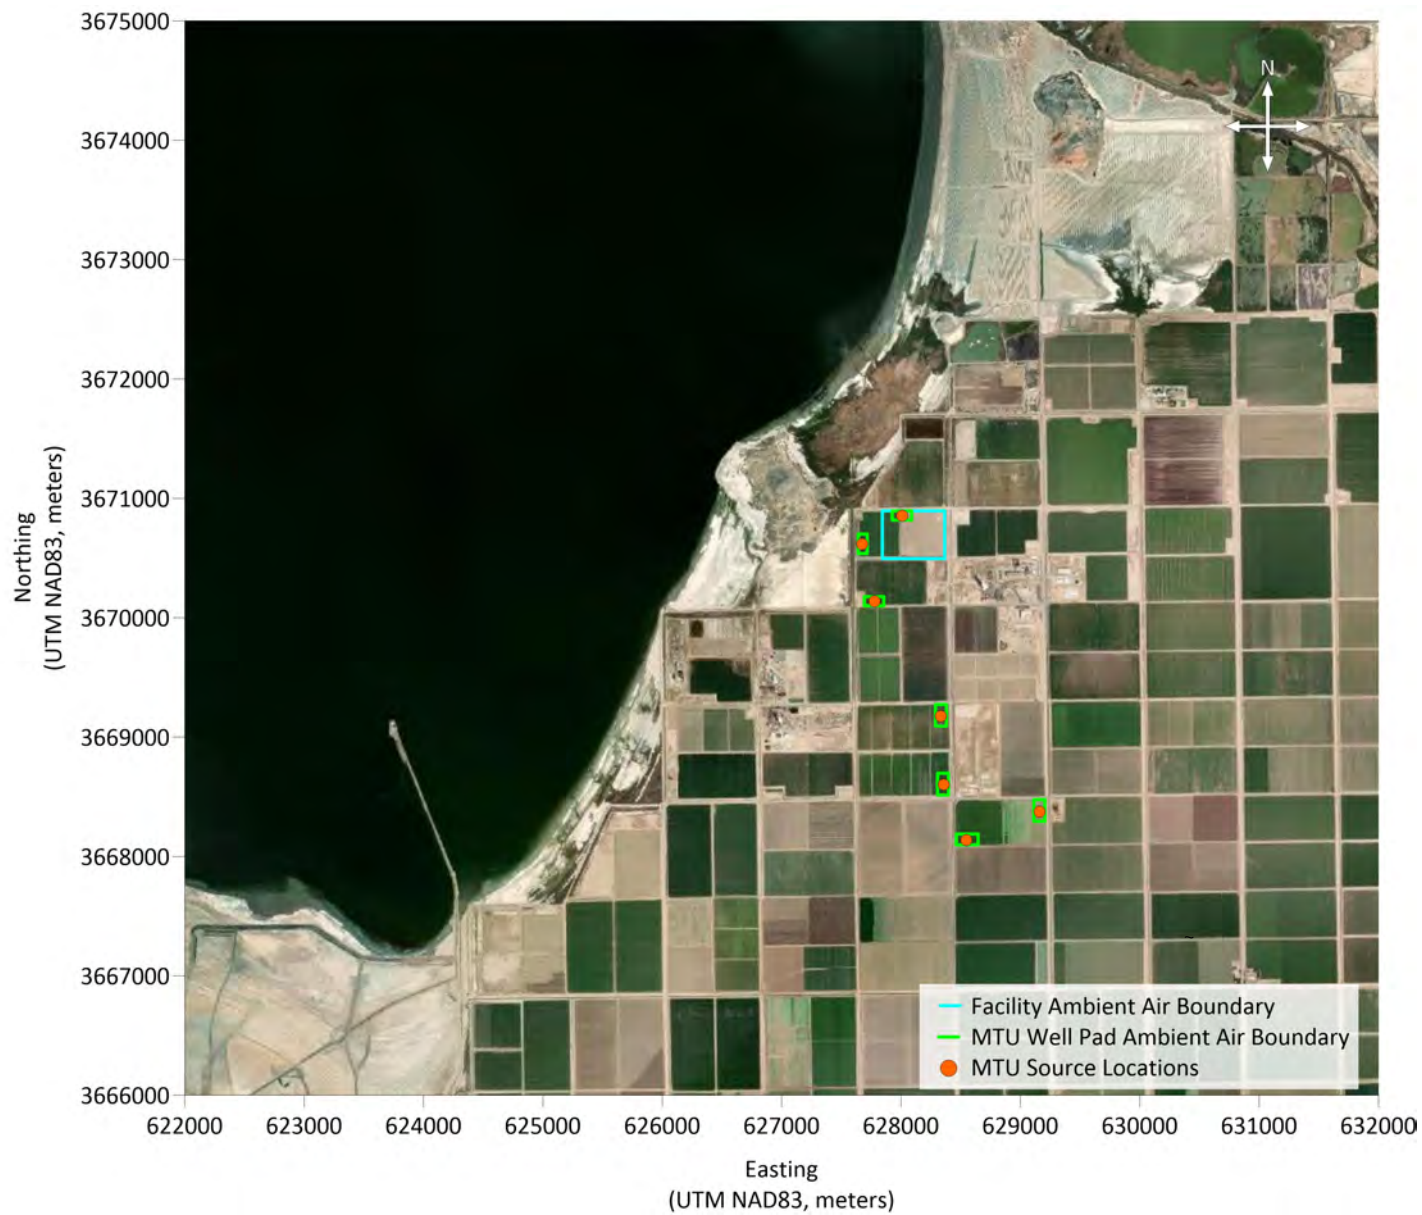 3675000
3674000
3673000
3672000
3671000
3670000
3669000
3668000
3667000
3666000
Northing
(UTM NAD83, meters)
N
Facility Ambient Air Boundary
MTU Well Pad Ambient Air Boundary
MTU Source Locations
622000 623000 624000 625000 626000 627000 628000 629000 630000 631000 632000
Easting
(UTM NAD83, meters)